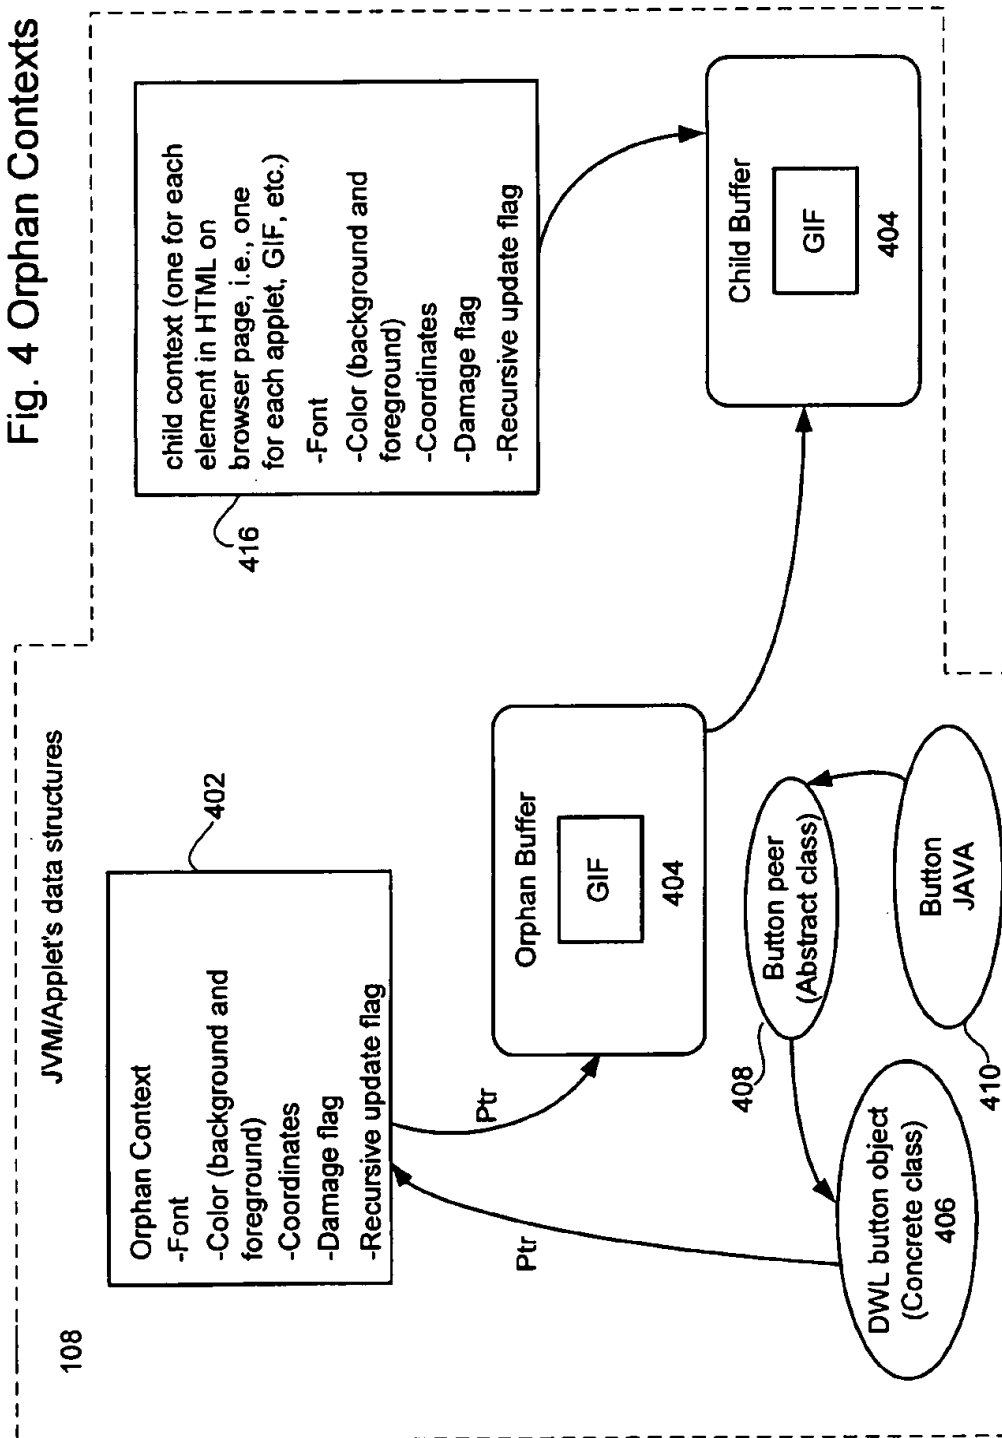 Fig. 4 Orphan Contexts
JVM/Applet's data structures
108
Orphan Context
-Font
-Color (background and
foreground)
-Coordinates
-Damage flag
-Recursive update flag
402
child context (one for each
element in HTML on
browser page, i.e., one
for each applet, GIF, etc.)
-Font
-Color (background and
foreground)
-Coordinates
-Damage flag
-Recursive update flag
416
Ptr
Ptr
Orphan Buffer
GIF
404
Child Buffer
GIF
404
DWL button object
(Concrete class)
406
Button peer
(Abstract class)
408
Button
JAVA
410